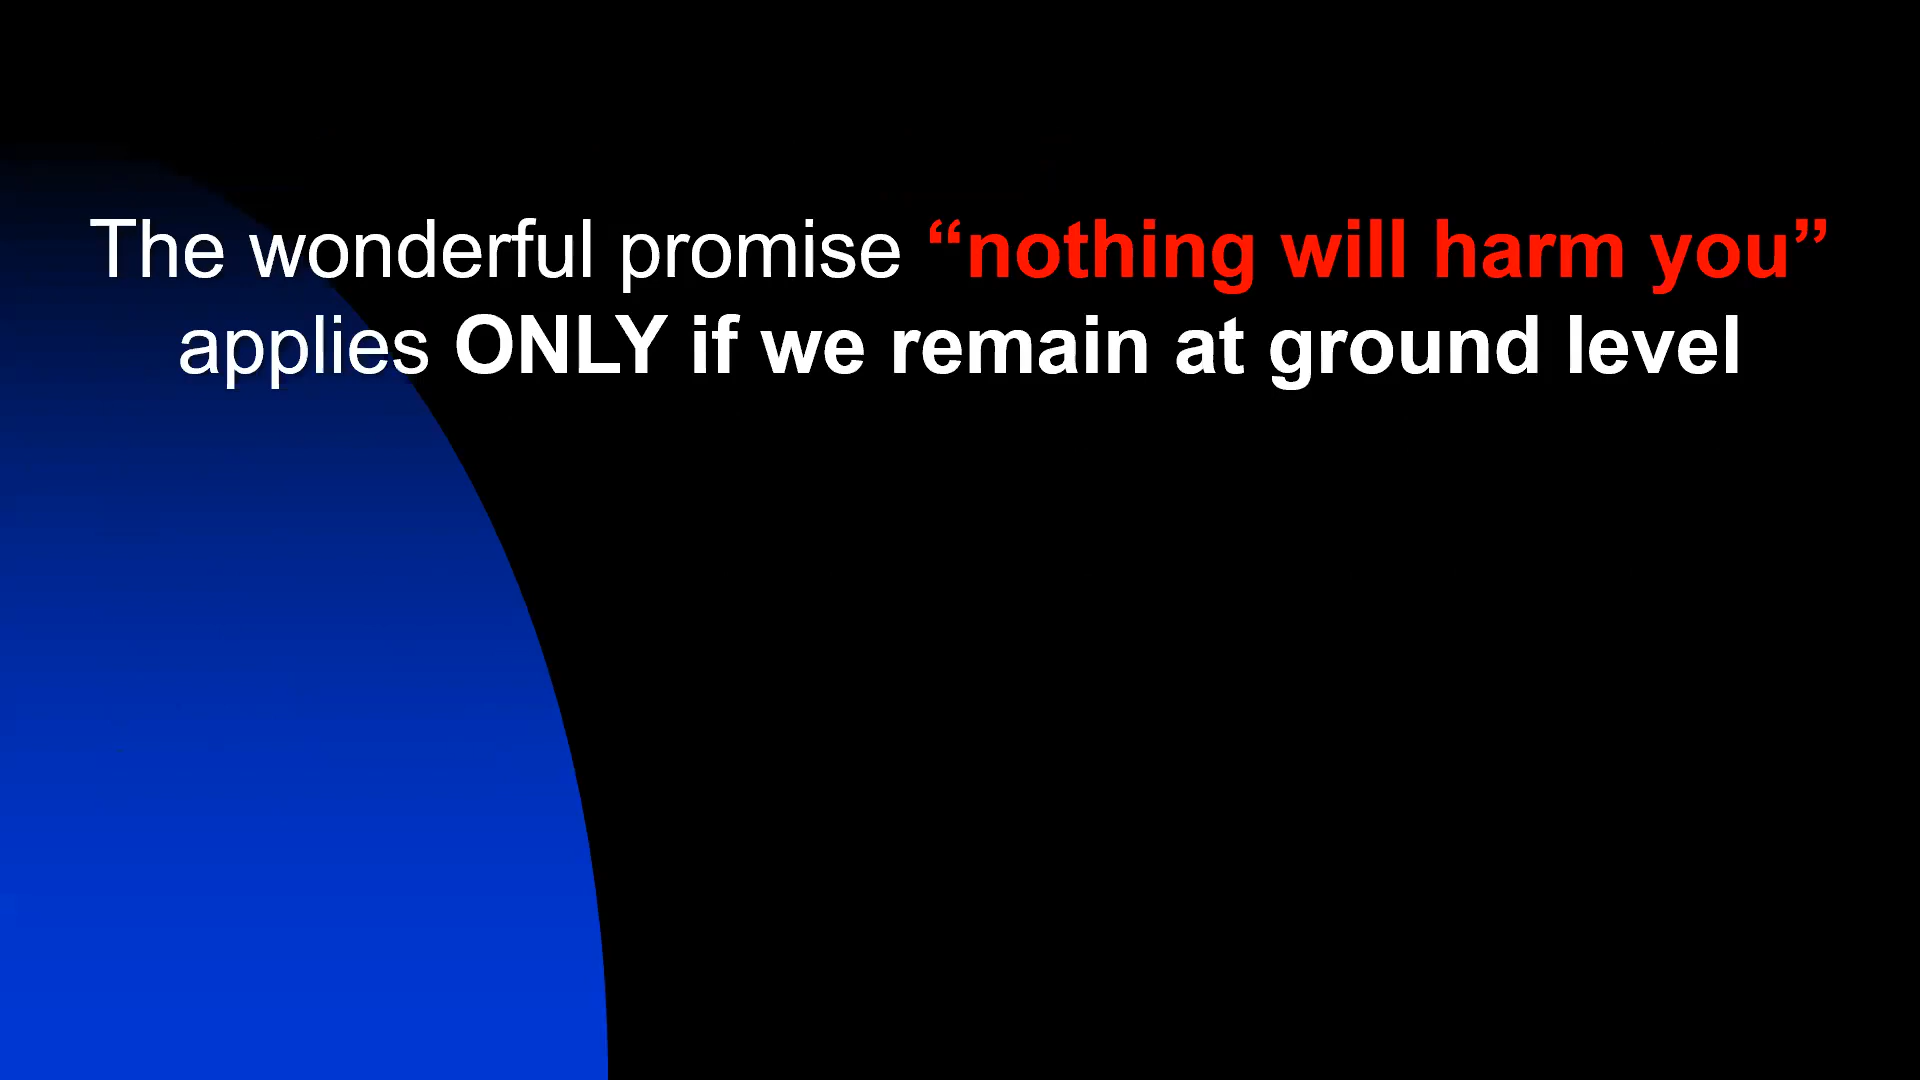 The wonderful promise “nothing will harm you”
applies ONLY if we remain at ground level